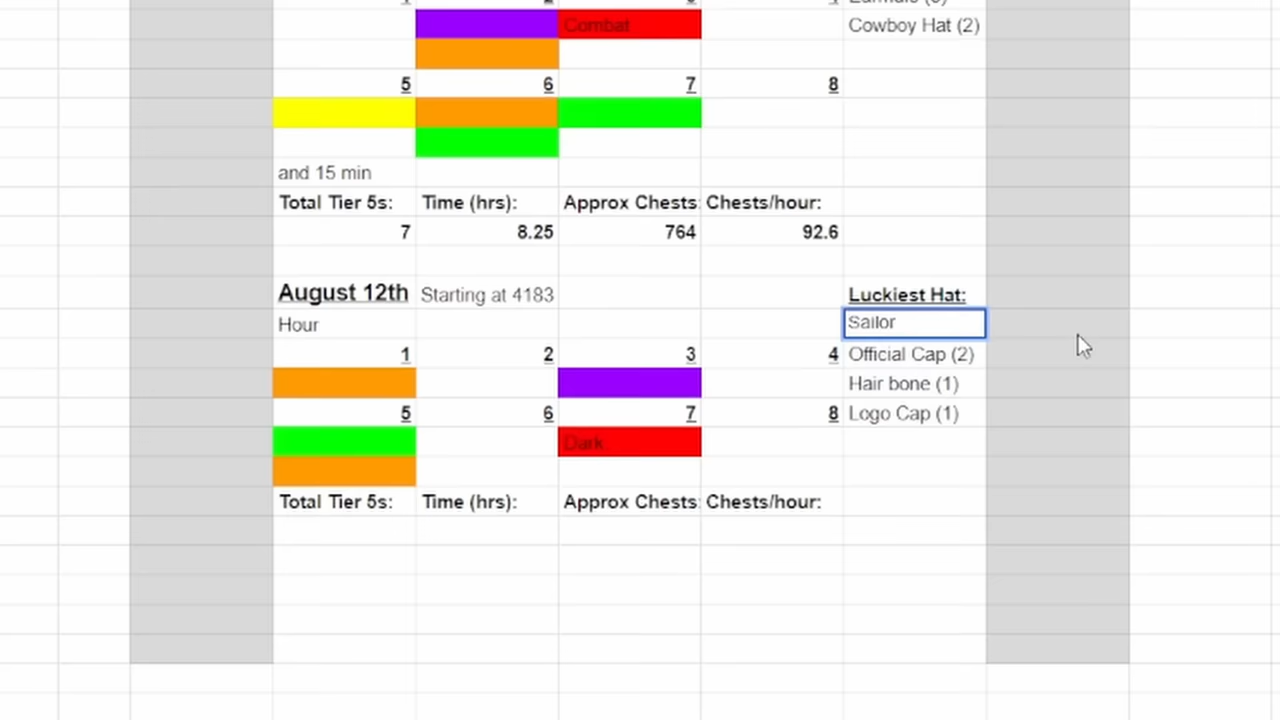 Cowboy Hat (2)
Combat
5 6 7 8
and 15 min
Total Tier 5s: Time (hrs): Approx Chests: Chests/hour:
7 8.25 764 92.6
August 12th Starting at 4183 Luckiest Hat:
Hour Sailor
1 2 3 4 Official Cap (2)
Hair bone (1)
5 6 7 8 Logo Cap (1)
Dark
Total Tier 5s: Time (hrs): Approx Chests: Chests/hour: